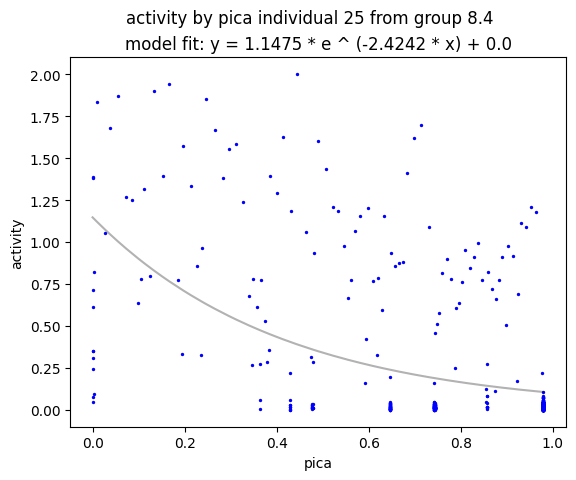 activity by pica individual 25 from group 8.4
model fit: y = 1.1475 * e ^ (-2.4242 * x) + 0.0
2.00
1.75
1.50
1.25
1.00
0.75
0.50
0.25
0.00
activity
0.0 0.2 0.4 0.6 0.8 1.0
pica